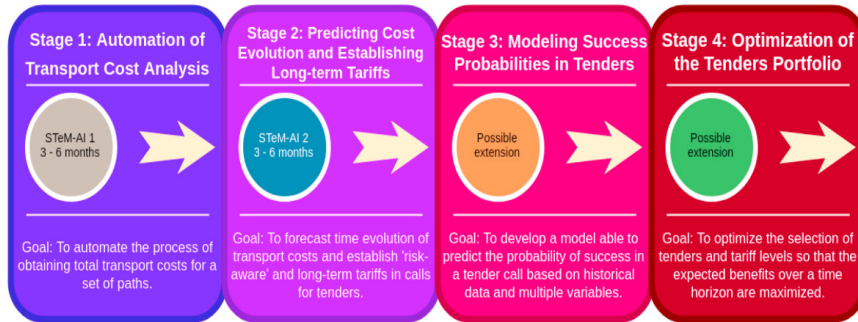 Stage 1: Automation of
Transport Cost Analysis
STeM-AI 1
3 - 6 months
Goal: To automate the process of
obtaining total transport costs for a
set of paths.
Stage 2: Predicting Cost
Evolution and Establishing
Long-term Tariffs
STeM-AI 2
3 - 6 months
Goal: To forecast time evolution of
transport costs and establish 'risk-
aware' and long-term tariffs in calls
for tenders.
Stage 3: Modeling Success
Probabilities in Tenders
Possible
extension
Goal: To develop a model able to
predict the probability of success in
a tender call based on historical
data and multiple variables.
Stage 4: Optimization of
the Tenders Portfolio
Possible
extension
Goal: To optimize the selection of
tenders and tariff levels so that the
expected benefits over a time
horizon are maximized.